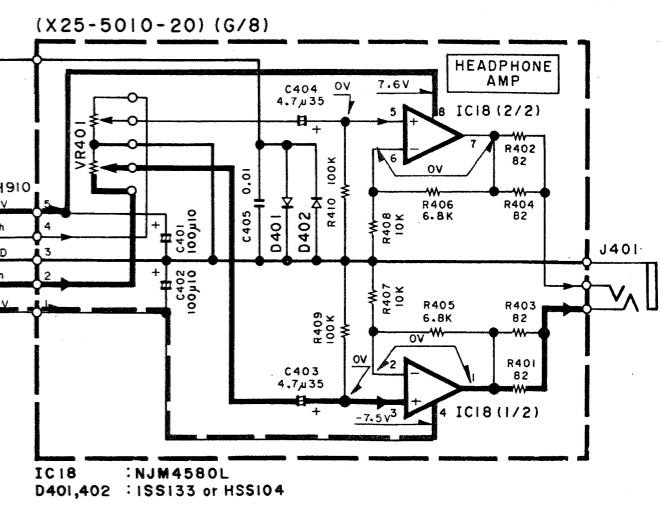 (X25-5010-20) (G/8)
HEADPHONE
AMP
C404
4.7μ35
+
0V
7.6V
8
IC18 (2/2)
5
+
6
−
7
0V
R402
82
R406
6.8K
R404
82
VR401
R410 100K
R408
10K
C405 0.01
D401
D402
H910
V
5
4
3
D
2
1
V
+
C401
100μ10
+
C402
100μ10
J401
R407
10K
R409
100K
R405
6.8K
R403
82
R401
82
C403
4.7μ35
+
0V
0V
2
−
1
3
+
4
-7.5V
IC18 (1/2)
IC18 : NJM4580L
D401,402 : ISS133 or HSS104